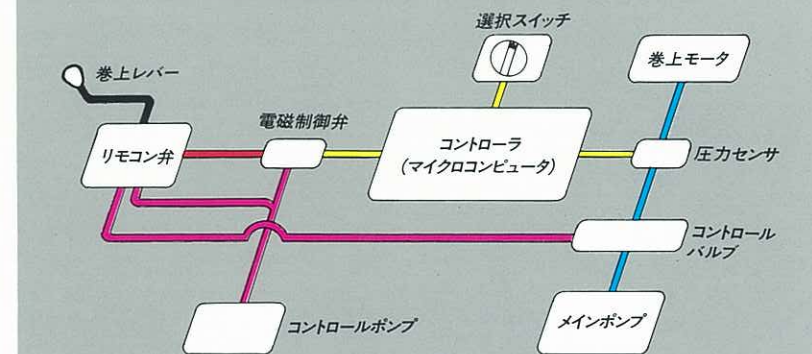 選択スイッチ
巻上レバー
巻上モータ
電磁制御弁
リモコン弁
コントローラ
(マイクロコンピュータ)
圧力センサ
コントロール
バルブ
コントロールポンプ
メインポンプ